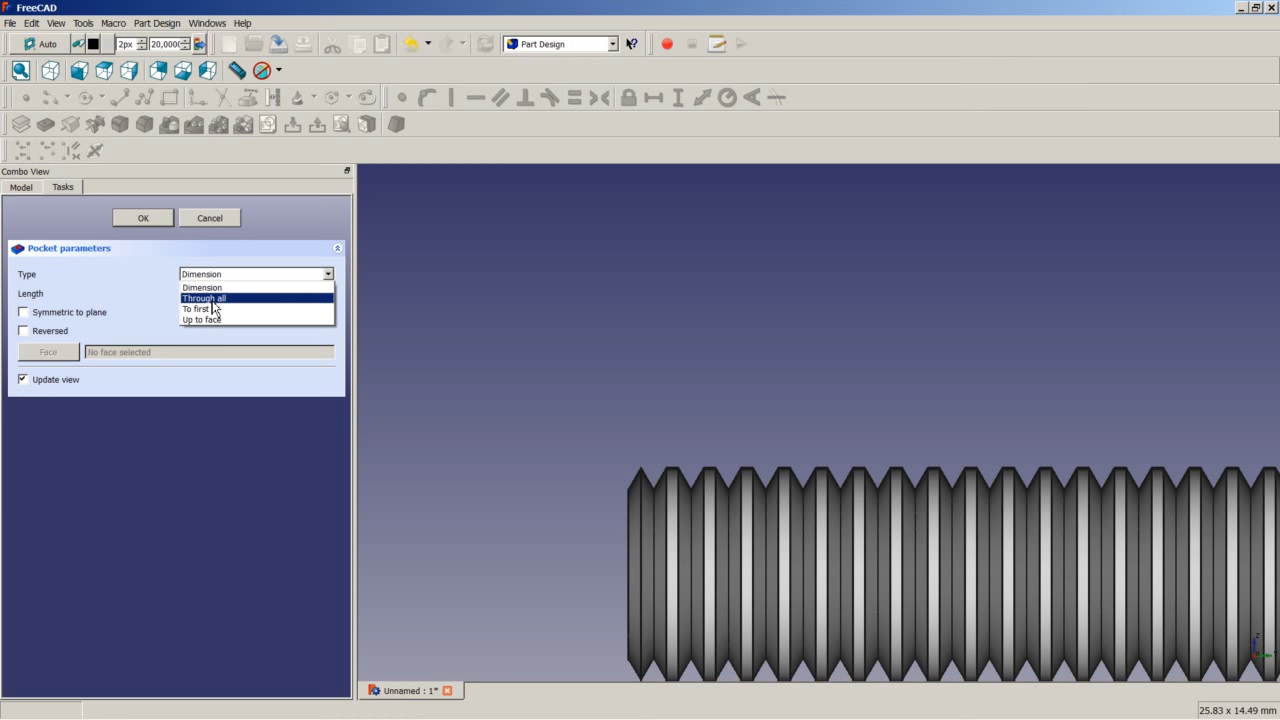 FreeCAD
File Edit View Tools Macro Part Design Windows Help
Auto 2px 20,000 Part Design
Combo View
Model Tasks
OK Cancel
Pocket parameters
Type Dimension
Dimension
Through all
Length
To first
Symmetric to plane
Up to face
Reversed
Face No face selected
Update view
Z
Unnamed : 1*
25.83 x 14.49 mm